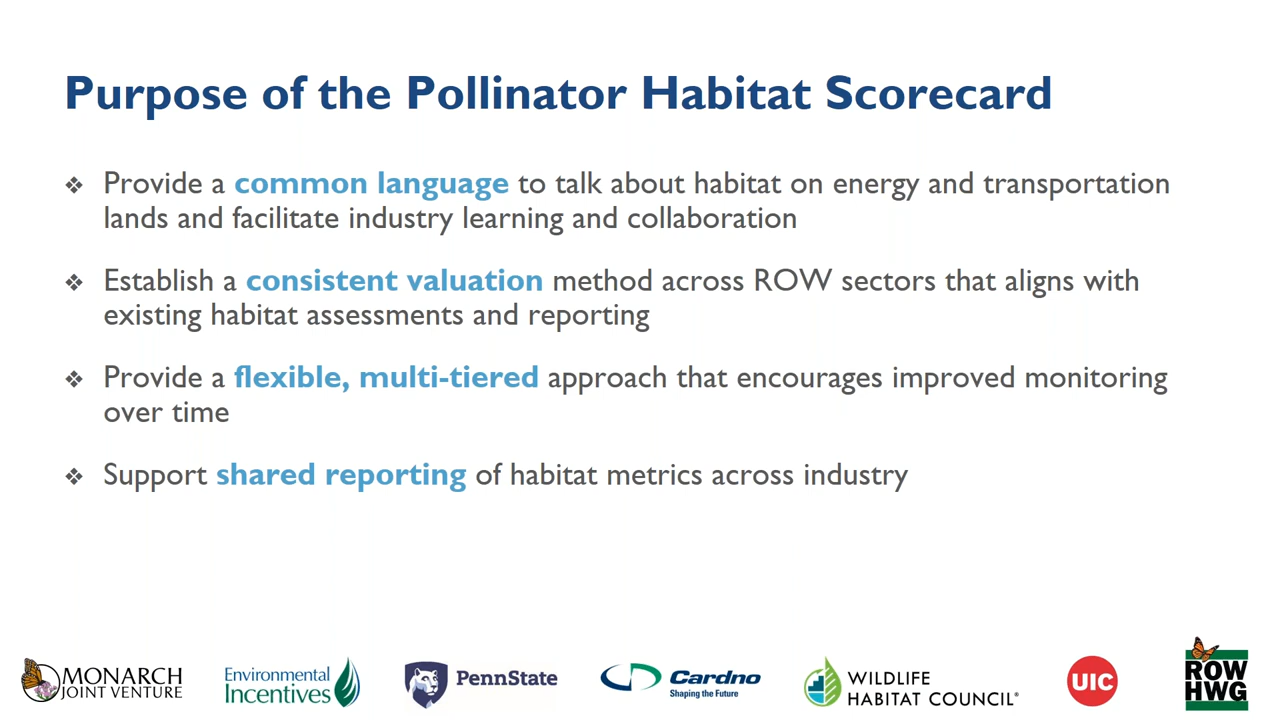 Purpose of the Pollinator Habitat Scorecard
Provide a common language to talk about habitat on energy and transportation
lands and facilitate industry learning and collaboration
Establish a consistent valuation method across ROW sectors that aligns with
existing habitat assessments and reporting
Provide a flexible, multi-tiered approach that encourages improved monitoring
over time
Support shared reporting of habitat metrics across industry
MONARCH
JOINT VENTURE
Environmental
Incentives
PennState
Cardno
Shaping the Future
WILDLIFE
HABITAT COUNCIL®
UIC
ROW
HWG